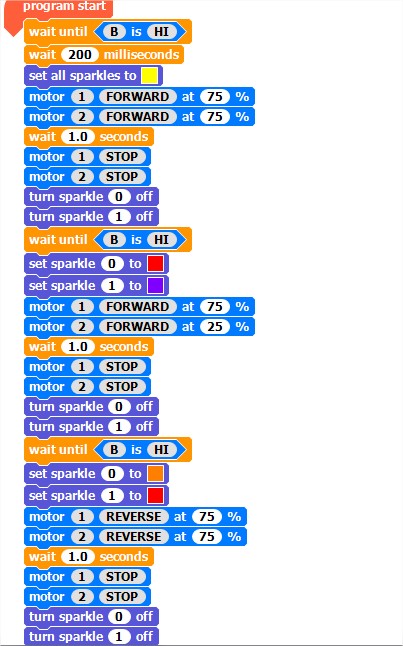 program start
wait until B is HI
wait 200 milliseconds
set all sparkles to
motor 1 FORWARD at 75 %
motor 2 FORWARD at 75 %
wait 1.0 seconds
motor 1 STOP
motor 2 STOP
turn sparkle 0 off
turn sparkle 1 off
wait until B is HI
set sparkle 0 to
set sparkle 1 to
motor 1 FORWARD at 75 %
motor 2 FORWARD at 25 %
wait 1.0 seconds
motor 1 STOP
motor 2 STOP
turn sparkle 0 off
turn sparkle 1 off
wait until B is HI
set sparkle 0 to
set sparkle 1 to
motor 1 REVERSE at 75 %
motor 2 REVERSE at 75 %
wait 1.0 seconds
motor 1 STOP
motor 2 STOP
turn sparkle 0 off
turn sparkle 1 off